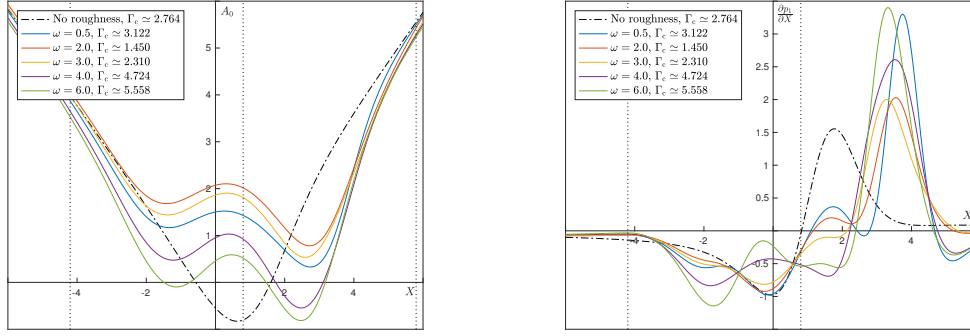 A₀
No roughness, Γc ≃ 2.764
ω = 0.5, Γc ≃ 3.122
ω = 2.0, Γc ≃ 1.450
ω = 3.0, Γc ≃ 2.310
ω = 4.0, Γc ≃ 4.724
ω = 6.0, Γc ≃ 5.558
5
4
2
1
-4
-2
2
4
X
∂p₁
∂X
No roughness, Γc ≃ 2.764
ω = 0.5, Γc ≃ 3.122
ω = 2.0, Γc ≃ 1.450
ω = 3.0, Γc ≃ 2.310
ω = 4.0, Γc ≃ 4.724
ω = 6.0, Γc ≃ 5.558
3
2.5
2
1.5
1
0.5
X
-4
-2
2
4
-0.5
-1